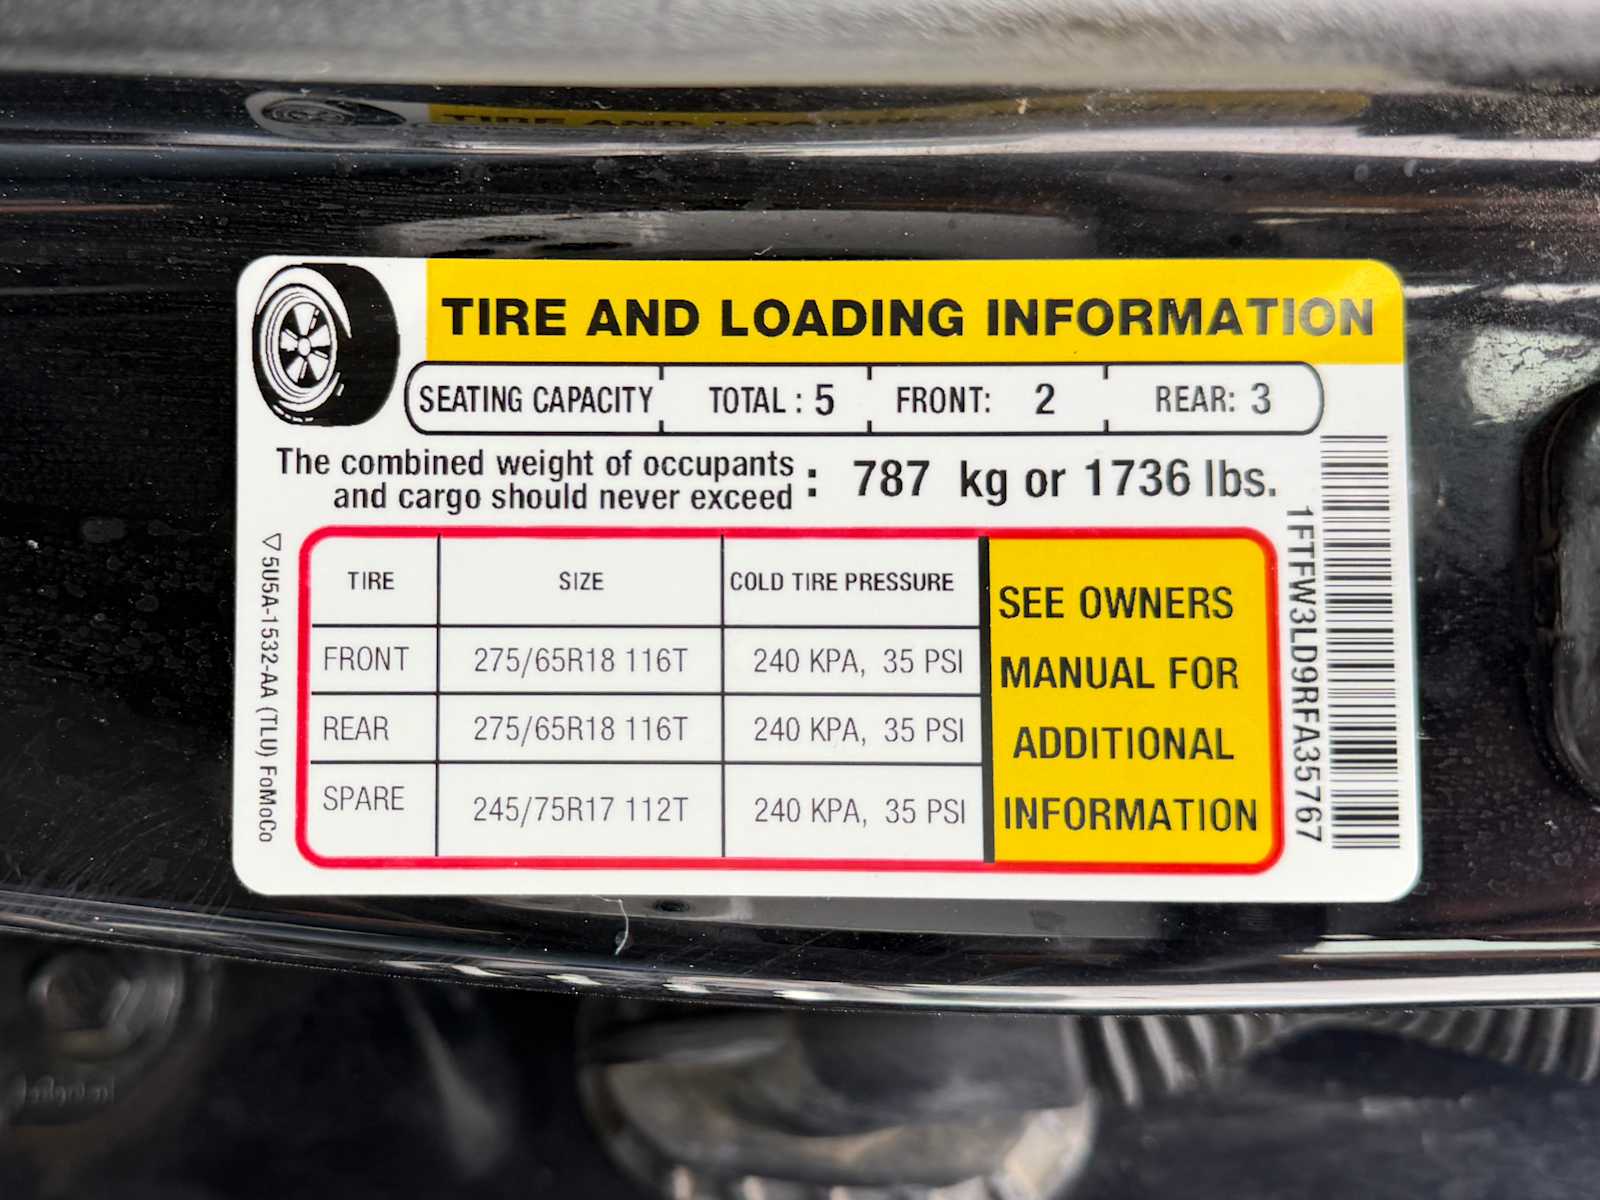 TIRE AND LOADING INFORMATION
SEATING CAPACITY TOTAL : 5 FRONT: 2 REAR: 3
The combined weight of occupants
and cargo should never exceed : 787 kg or 1736 lbs.
TIRE SIZE COLD TIRE PRESSURE
FRONT 275/65R18 116T 240 KPA, 35 PSI
REAR 275/65R18 116T 240 KPA, 35 PSI
SPARE 245/75R17 112T 240 KPA, 35 PSI
SEE OWNERS
MANUAL FOR
ADDITIONAL
INFORMATION
5U5A-1532-AA (TLU) FoMoCo
1FTFW3LD9RFA35767